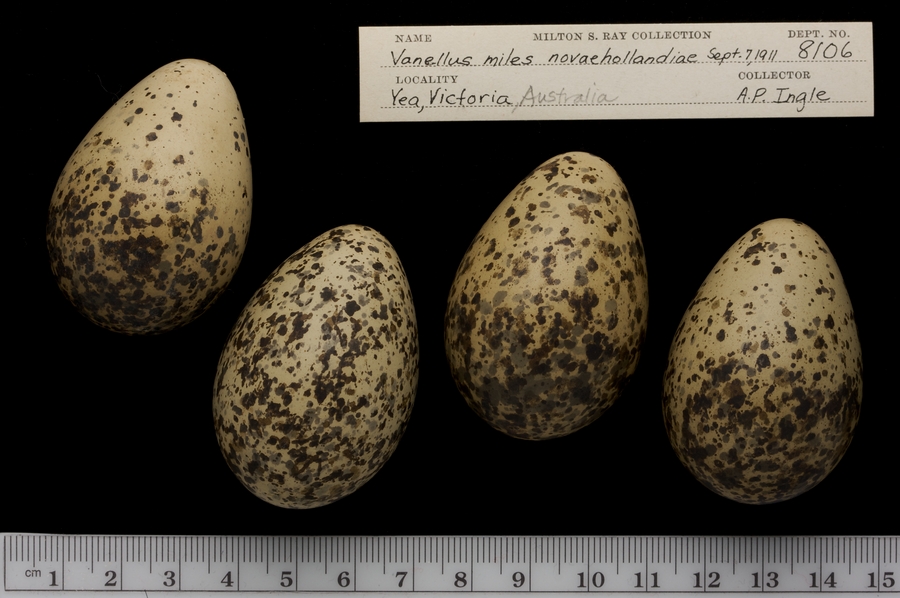 NAME MILTON S. RAY COLLECTION DEPT. NO.
Vanellus miles novaehollandiae Sept. 7, 1911 8106
LOCALITY COLLECTOR
Yea, Victoria, Australia A.P. Ingle
cm 1 2 3 4 5 6 7 8 9 10 11 12 13 14 15